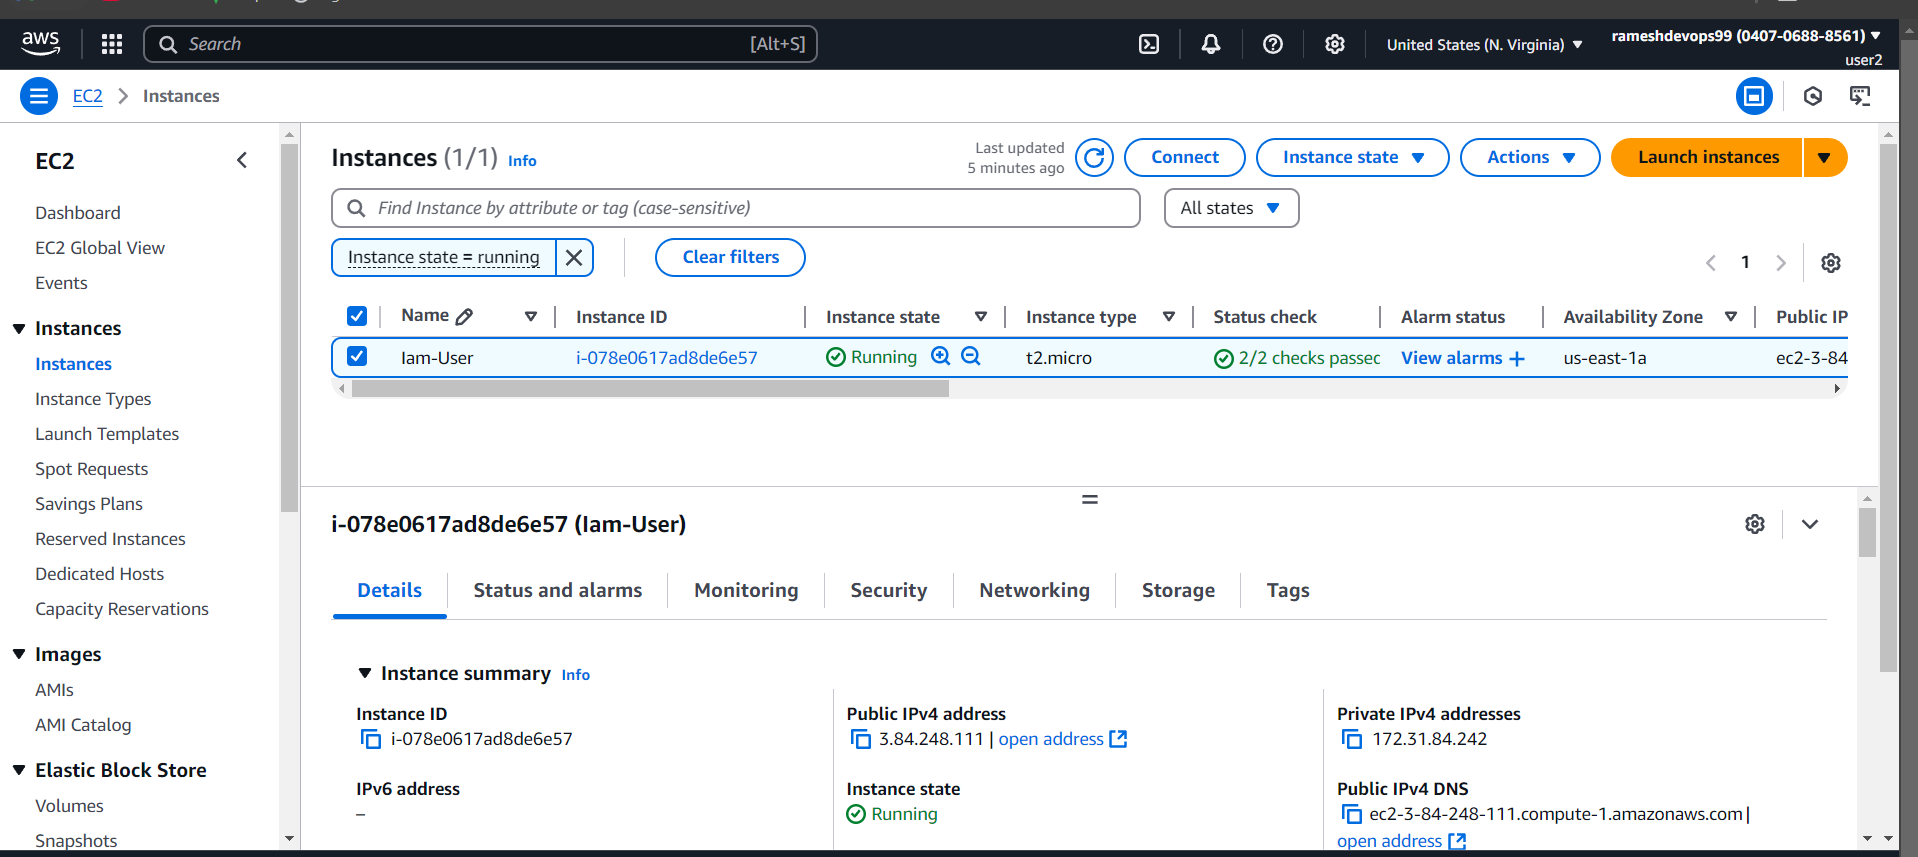 aws
Search [Alt+S]
United States (N. Virginia)
rameshdevops99 (0407-0688-8561)
user2
EC2 Instances
EC2
Dashboard
EC2 Global View
Events
Instances
Instances
Instance Types
Launch Templates
Spot Requests
Savings Plans
Reserved Instances
Dedicated Hosts
Capacity Reservations
Images
AMIs
AMI Catalog
Elastic Block Store
Volumes
Snapshots
Instances (1/1) Info
Last updated
5 minutes ago
Connect
Instance state
Actions
Launch instances
Find Instance by attribute or tag (case-sensitive)
All states
Instance state = running
Clear filters
1
Name Instance ID Instance state Instance type Status check Alarm status Availability Zone Public IP
Iam-User i-078e0617ad8de6e57 Running t2.micro 2/2 checks passec View alarms + us-east-1a ec2-3-84
i-078e0617ad8de6e57 (Iam-User)
Details Status and alarms Monitoring Security Networking Storage Tags
Instance summary Info
Instance ID
i-078e0617ad8de6e57
Public IPv4 address
3.84.248.111 | open address
Private IPv4 addresses
172.31.84.242
IPv6 address
–
Instance state
Running
Public IPv4 DNS
ec2-3-84-248-111.compute-1.amazonaws.com |
open address